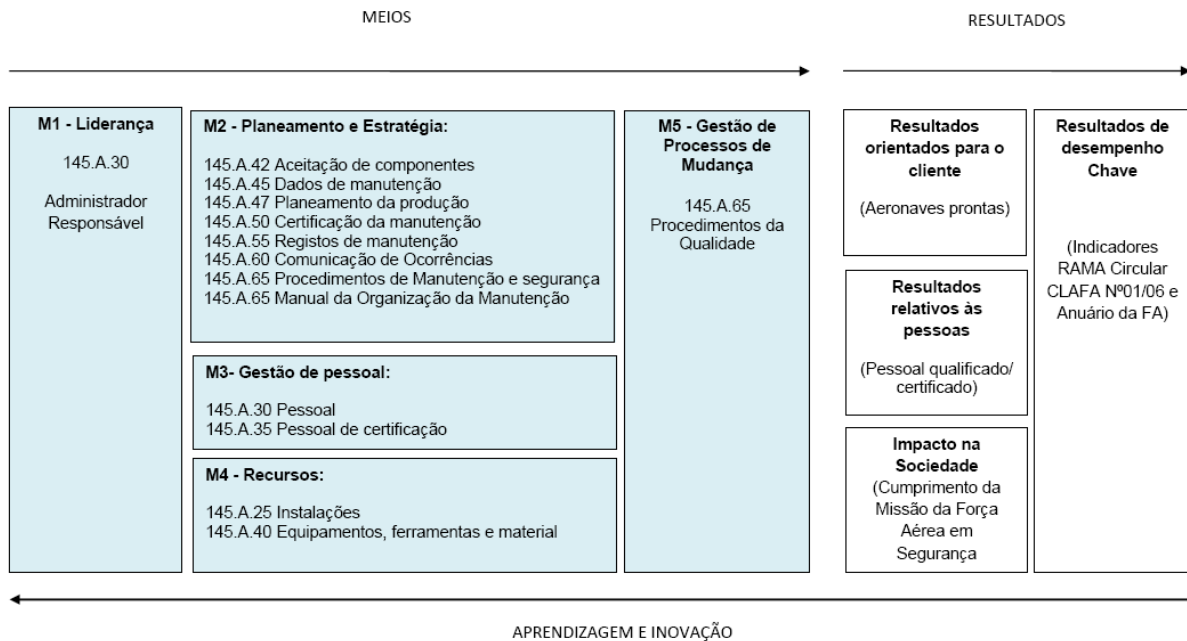 MEIOS
RESULTADOS
M1 - Liderança
145.A.30
Administrador
Responsável
M2 - Planeamento e Estratégia:
145.A.42 Aceitação de componentes
145.A.45 Dados de manutenção
145.A.47 Planeamento da produção
145.A.50 Certificação da manutenção
145.A.55 Registos de manutenção
145.A.60 Comunicação de Ocorrências
145.A.65 Procedimentos de Manutenção e segurança
145.A.65 Manual da Organização da Manutenção
M3- Gestão de pessoal:
145.A.30 Pessoal
145.A.35 Pessoal de certificação
M4 - Recursos:
145.A.25 Instalações
145.A.40 Equipamentos, ferramentas e material
M5 - Gestão de
Processos de
Mudança
145.A.65
Procedimentos da
Qualidade
Resultados
orientados para o
cliente
(Aeronaves prontas)
Resultados
relativos às
pessoas
(Pessoal qualificado/
certificado)
Impacto na
Sociedade
(Cumprimento da
Missão da Força
Aérea em
Segurança
Resultados de
desempenho
Chave
(Indicadores
RAMA Circular
CLAFA Nº01/06 e
Anuário da FA)
APRENDIZAGEM E INOVAÇÃO